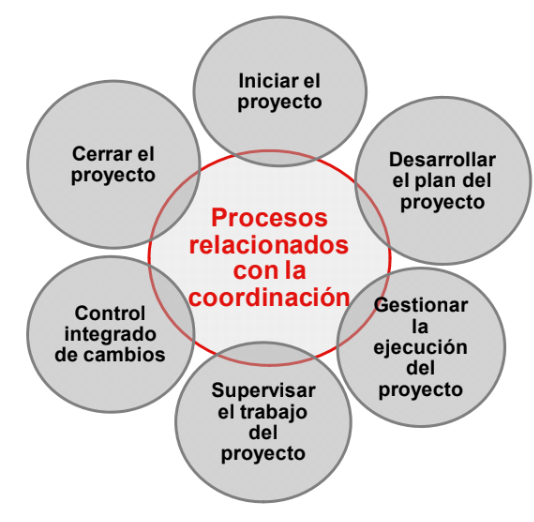 Iniciar el
proyecto
Desarrollar
el plan del
proyecto
Gestionar
la
ejecución
del
proyecto
Supervisar
el trabajo
del
proyecto
Control
integrado
de cambios
Cerrar el
proyecto
Procesos
relacionados
con la
coordinación